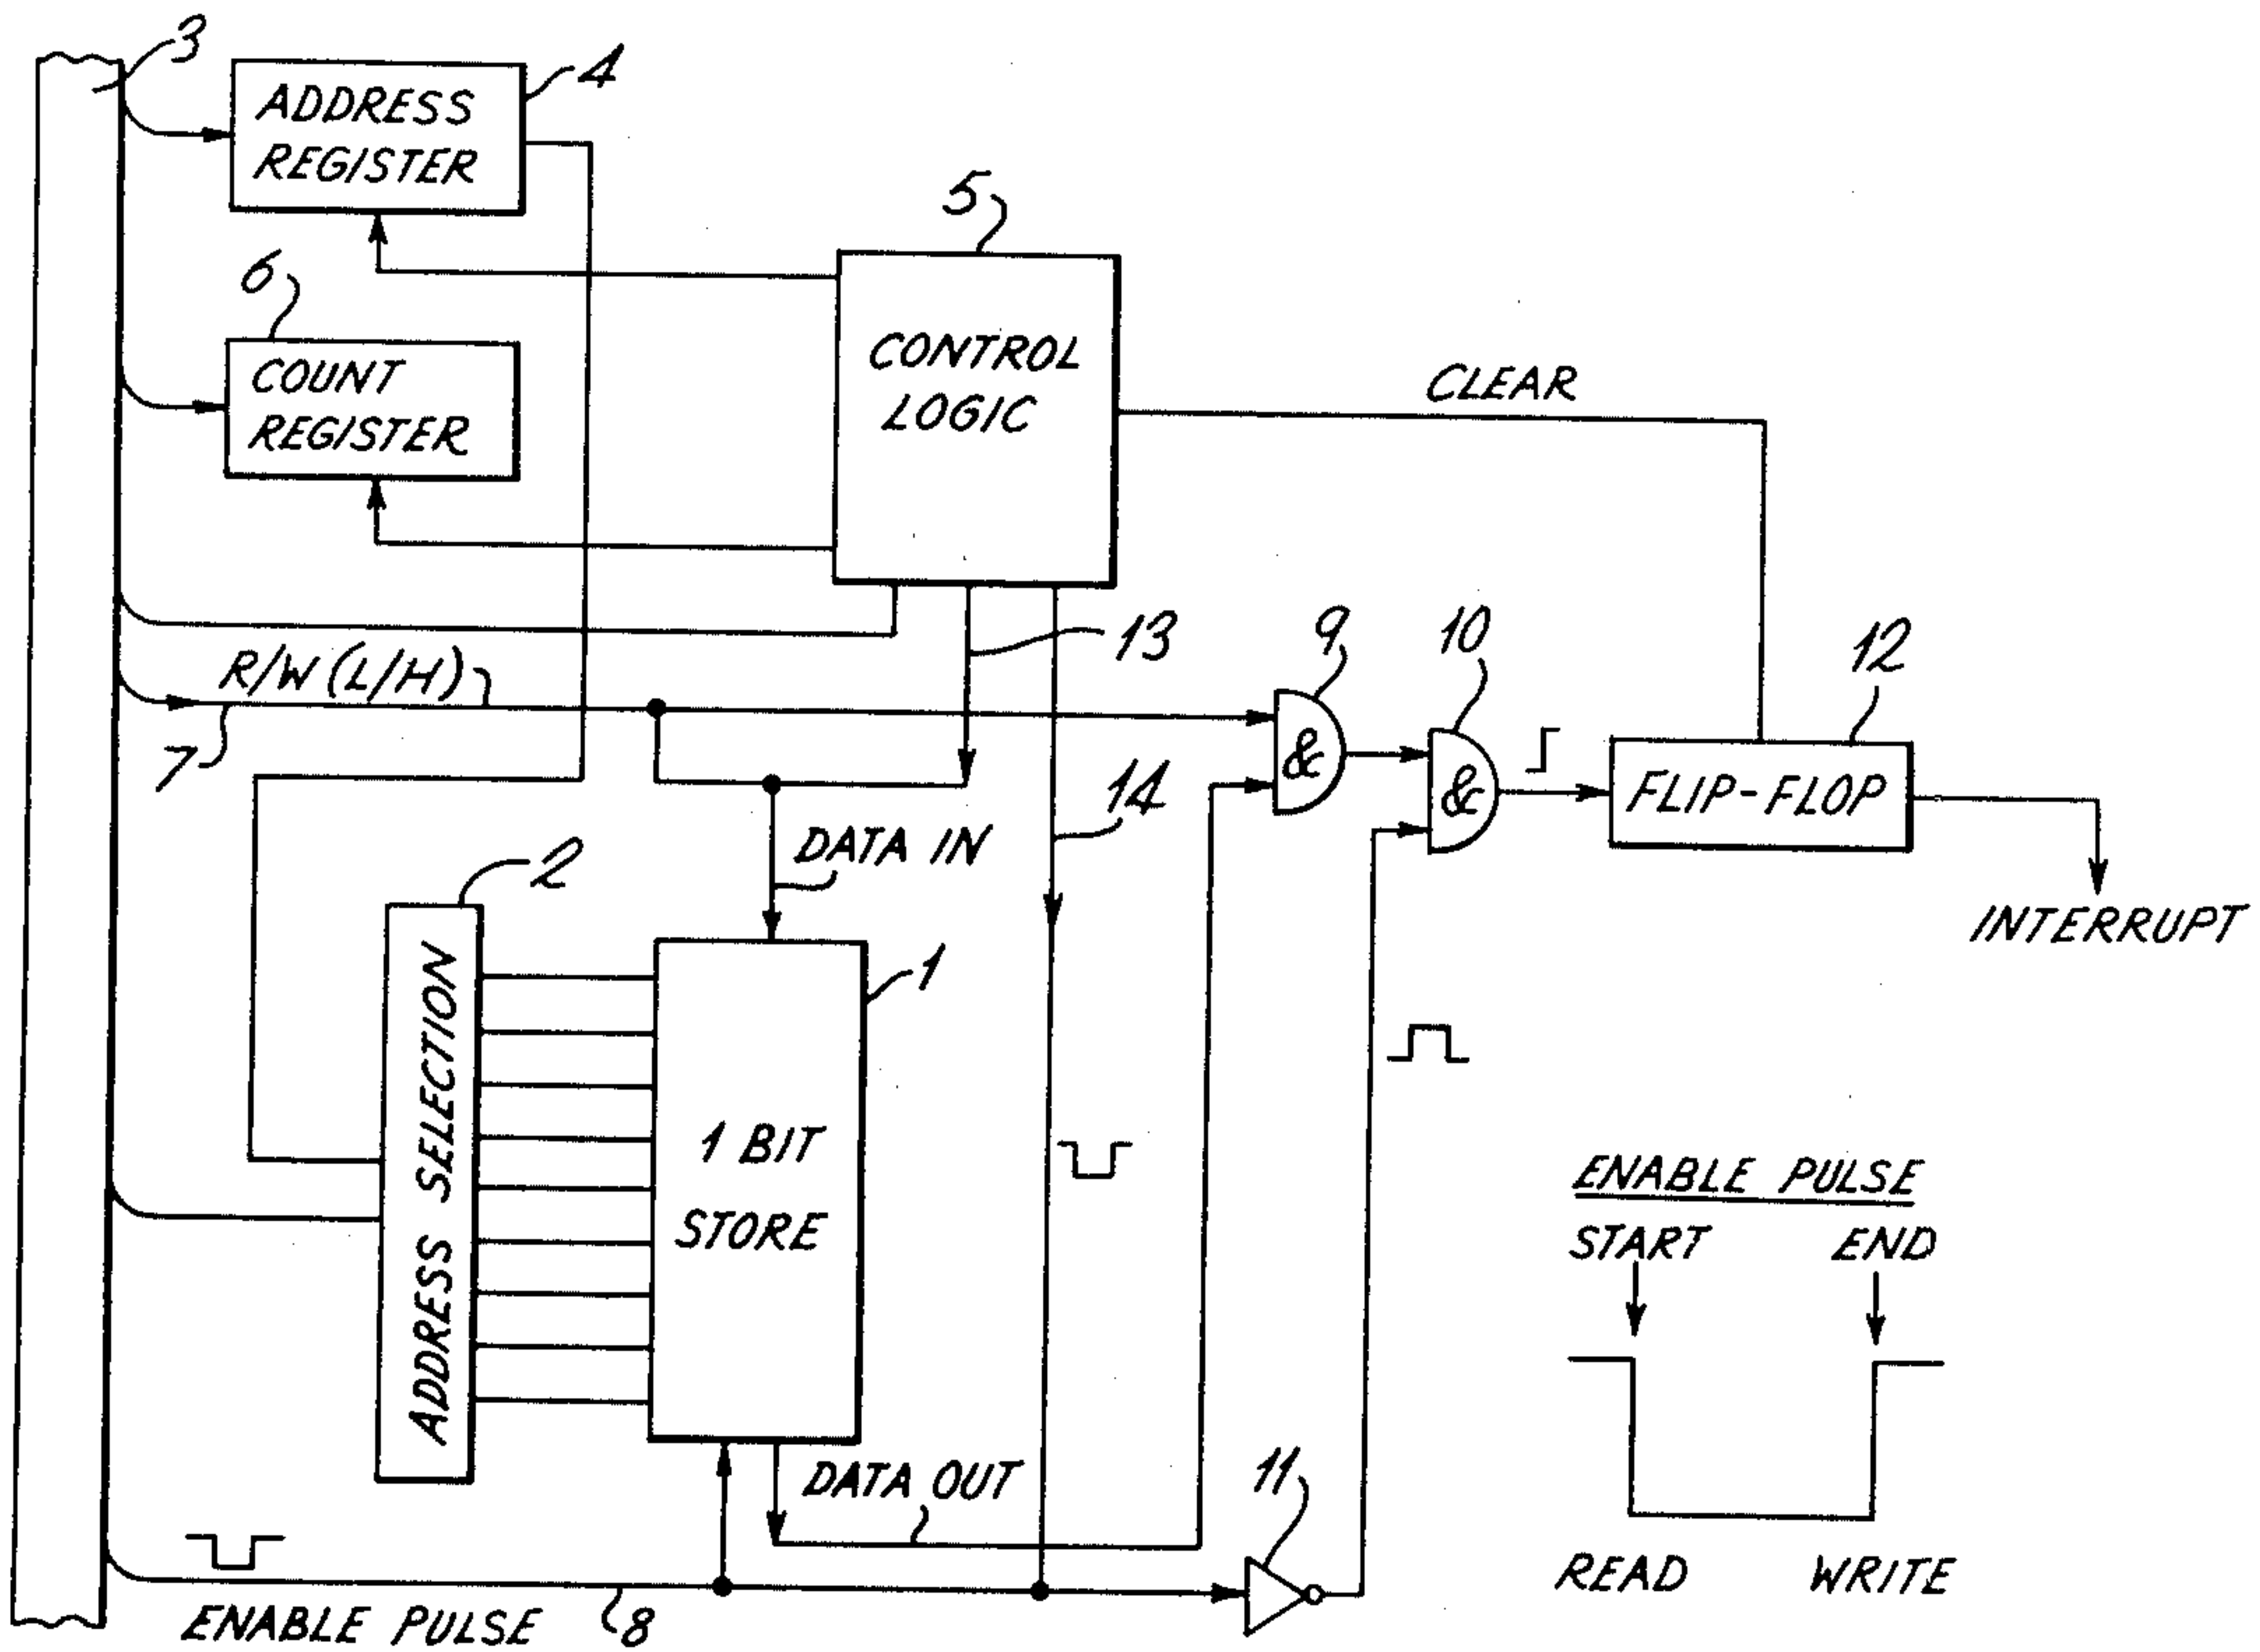 3
4
ADDRESS
REGISTER
5
6
COUNT
REGISTER
CONTROL
LOGIC
CLEAR
13
9
10
12
R/W (L/H)
7
&
&
FLIP-FLOP
14
DATA IN
2
1
INTERRUPT
ADDRESS SELECTION
1 BIT
STORE
ENABLE PULSE
START
END
DATA OUT
11
READ
WRITE
ENABLE PULSE
8